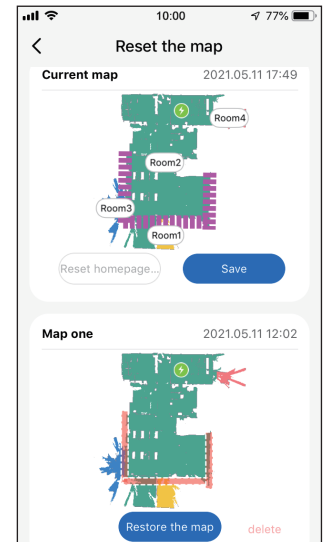 10:00
77%
Reset the map
Current map 2021.05.11 17:49
Room4
Room2
Room3
Room1
Reset homepage... Save
Map one 2021.05.11 12:02
Restore the map delete